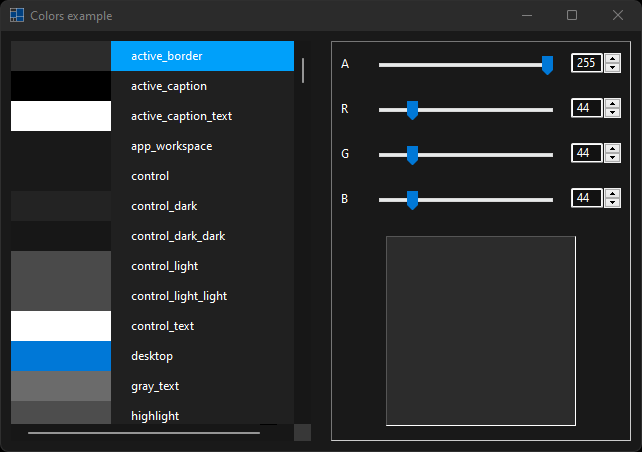 Colors example
active_border
active_caption
active_caption_text
app_workspace
control
control_dark
control_dark_dark
control_light
control_light_light
control_text
desktop
gray_text
highlight
A 255
R 44
G 44
B 44